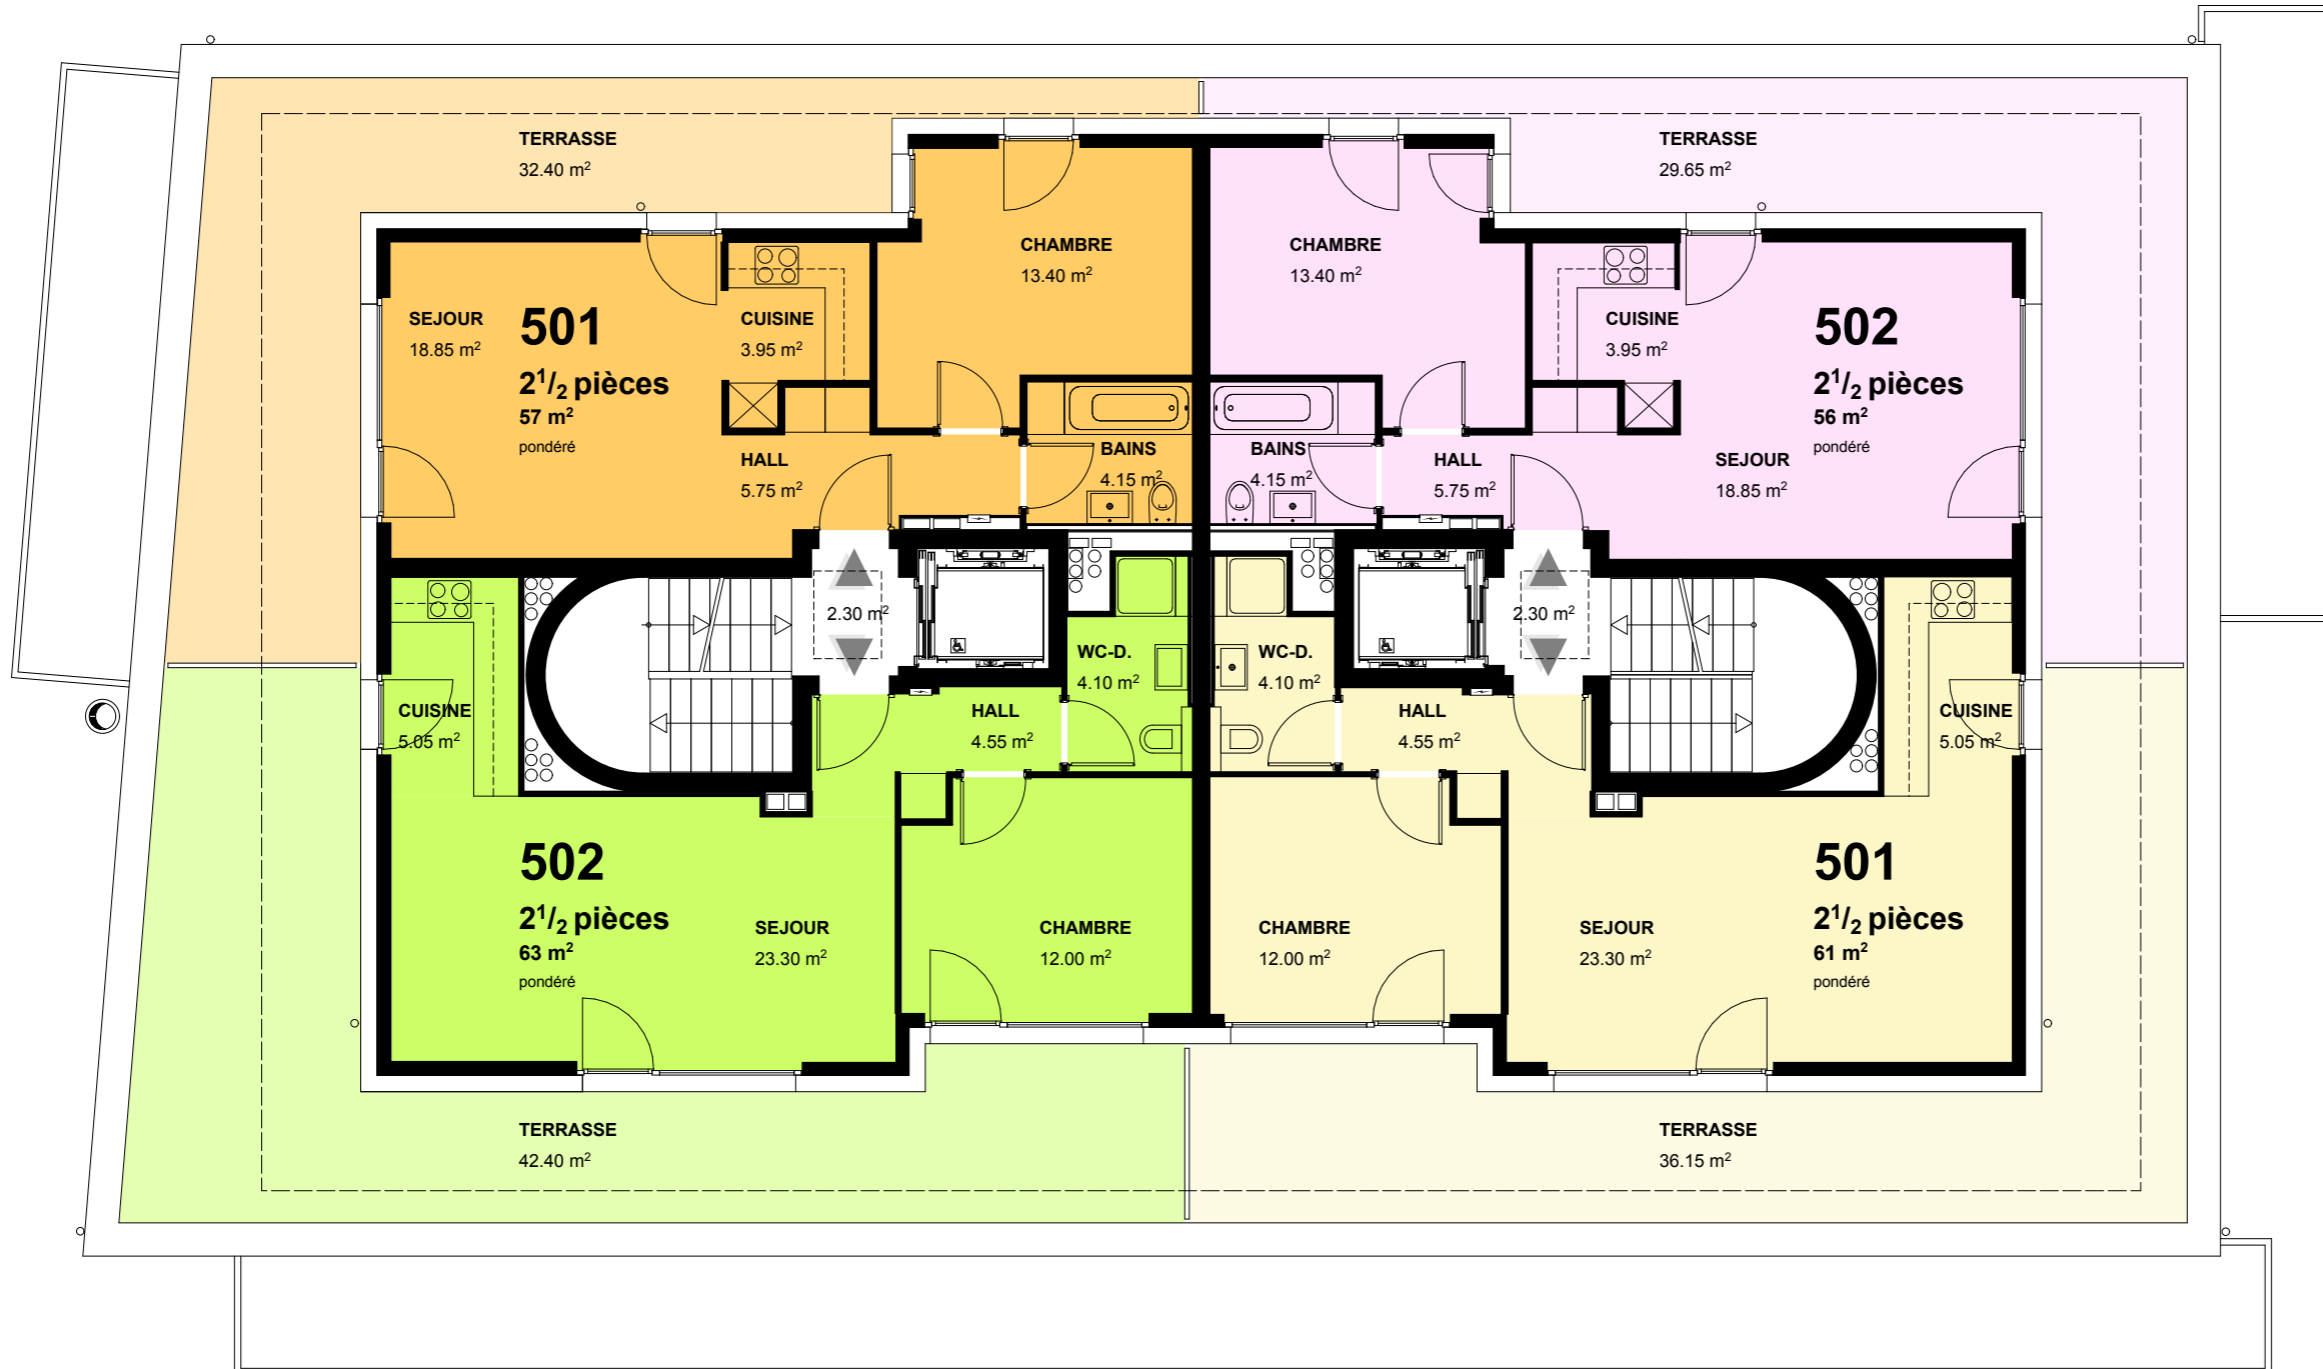 TERRASSE
32.40 m²
TERRASSE
29.65 m²
CHAMBRE
13.40 m²
CHAMBRE
13.40 m²
SEJOUR
18.85 m²
501
2 1/2 pièces
57 m²
pondéré
CUISINE
3.95 m²
CUISINE
3.95 m²
502
2 1/2 pièces
56 m²
pondéré
HALL
5.75 m²
BAINS
4.15 m²
BAINS
4.15 m²
HALL
5.75 m²
SEJOUR
18.85 m²
2.30 m²
2.30 m²
WC-D.
4.10 m²
WC-D.
4.10 m²
CUISINE
5.05 m²
HALL
4.55 m²
HALL
4.55 m²
CUISINE
5.05 m²
502
2 1/2 pièces
63 m²
pondéré
SEJOUR
23.30 m²
CHAMBRE
12.00 m²
CHAMBRE
12.00 m²
SEJOUR
23.30 m²
501
2 1/2 pièces
61 m²
pondéré
TERRASSE
42.40 m²
TERRASSE
36.15 m²